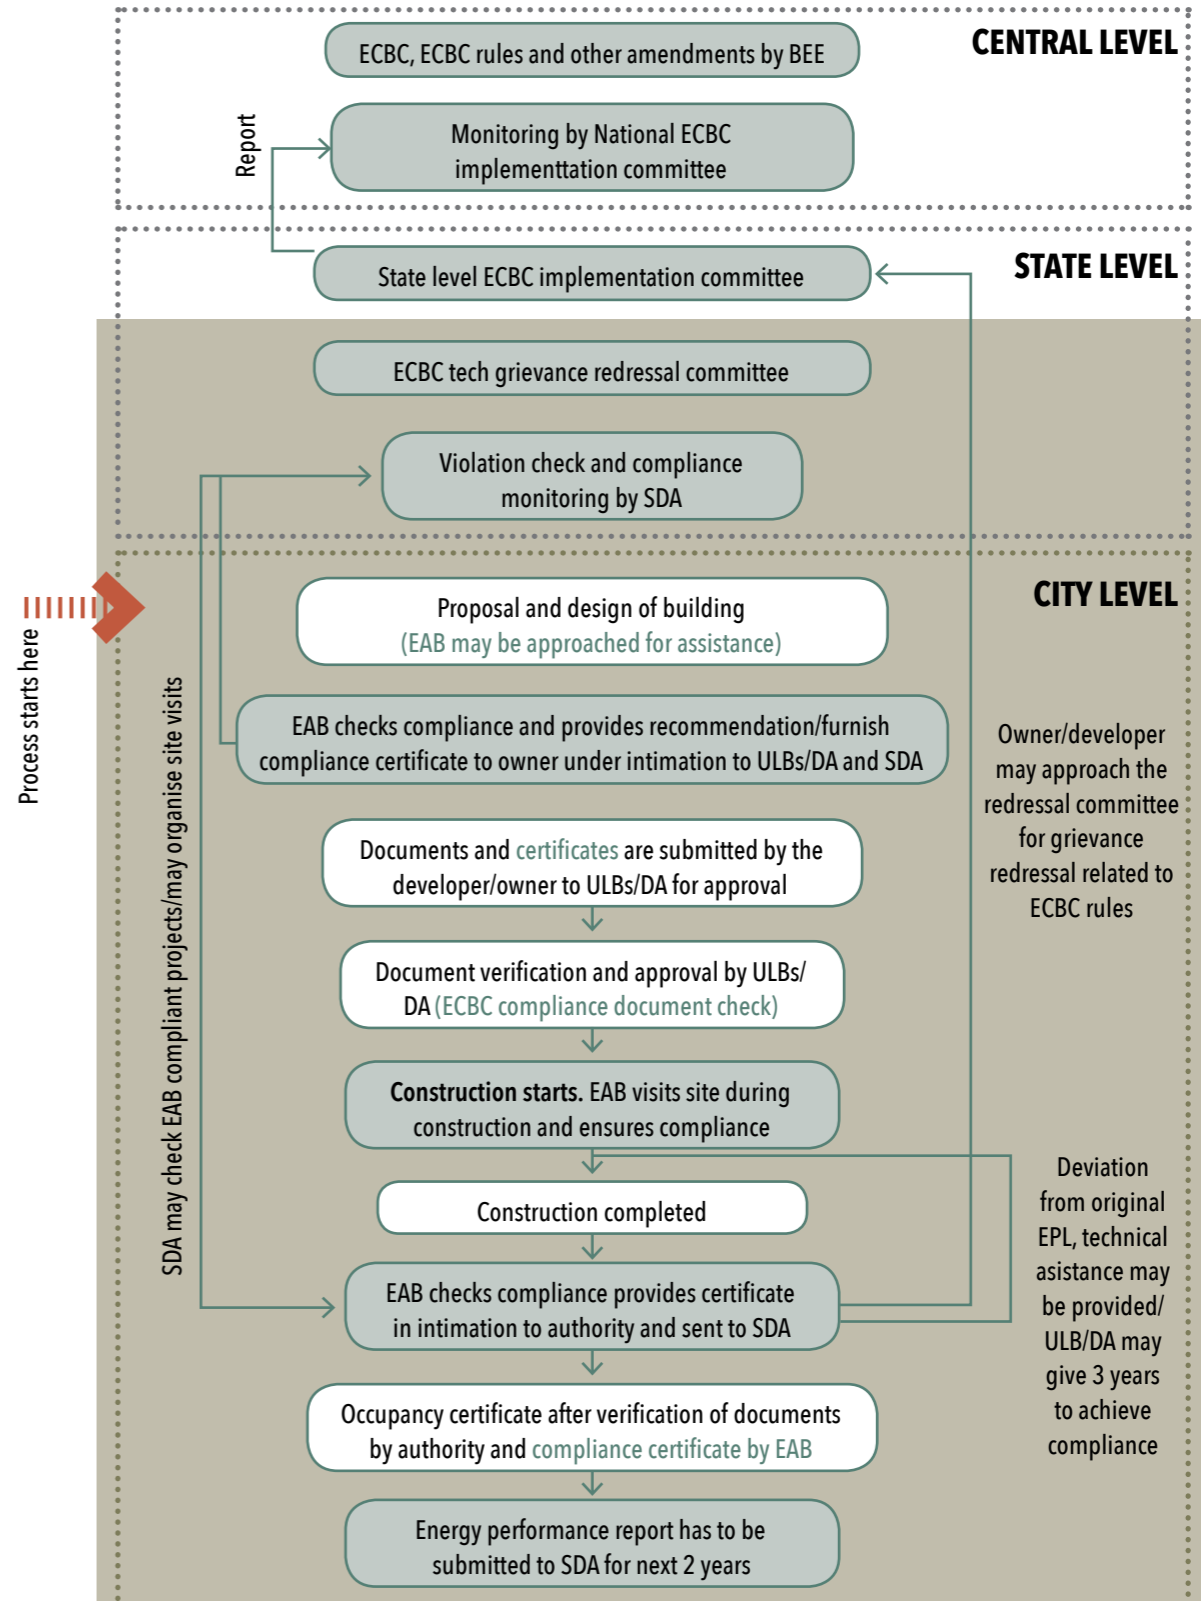 CENTRAL LEVEL
ECBC, ECBC rules and other amendments by BEE
Monitoring by National ECBC
implementtation committee
Report
STATE LEVEL
State level ECBC implementation committee
ECBC tech grievance redressal committee
Violation check and compliance
monitoring by SDA
CITY LEVEL
Process starts here
SDA may check EAB compliant projects/may organise site visits
Proposal and design of building
(EAB may be approached for assistance)
EAB checks compliance and provides recommendation/furnish
compliance certificate to owner under intimation to ULBs/DA and SDA
Owner/developer
may approach the
redressal committee
for grievance
redressal related to
ECBC rules
Documents and certificates are submitted by the
developer/owner to ULBs/DA for approval
Document verification and approval by ULBs/
DA (ECBC compliance document check)
Construction starts. EAB visits site during
construction and ensures compliance
Construction completed
EAB checks compliance provides certificate
in intimation to authority and sent to SDA
Deviation
from original
EPL, technical
asistance may
be provided/
ULB/DA may
give 3 years
to achieve
compliance
Occupancy certificate after verification of documents
by authority and compliance certificate by EAB
Energy performance report has to be
submitted to SDA for next 2 years